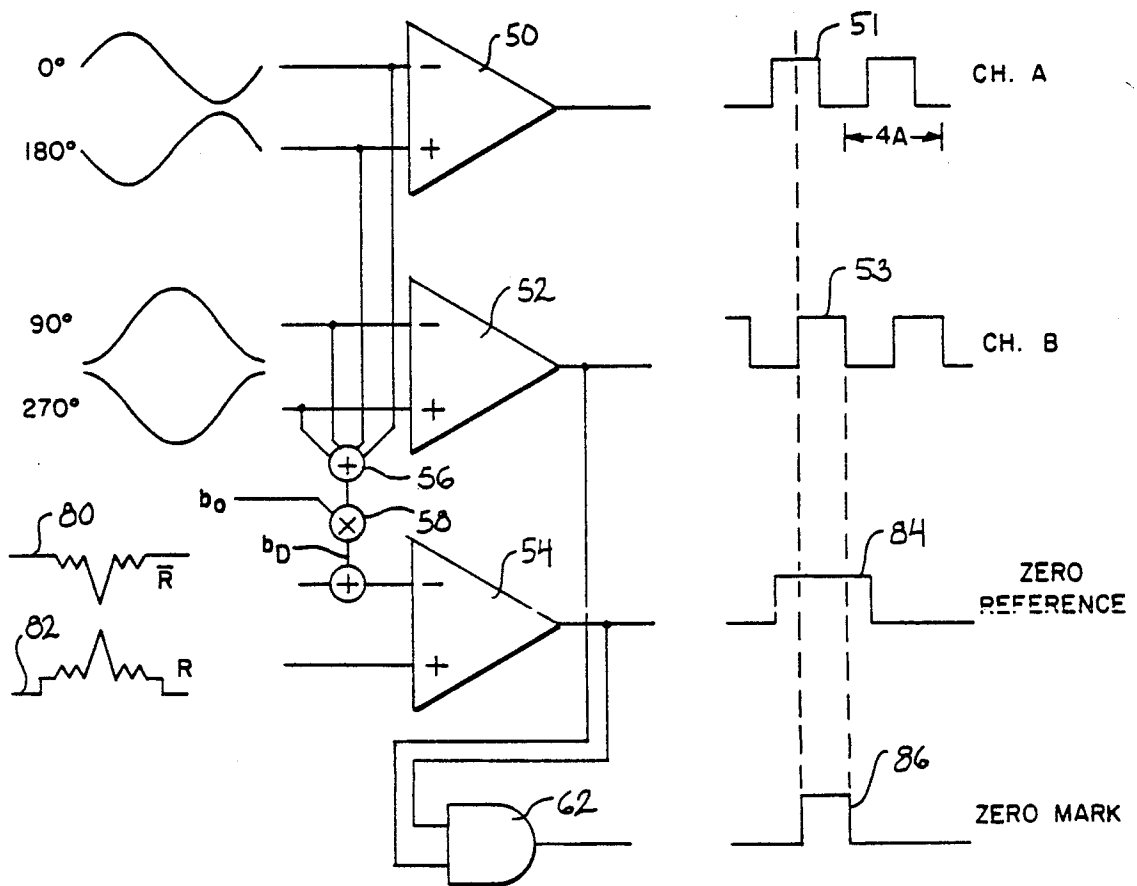 50
51
0°
−
CH. A
180°
+
4A
52
53
90°
−
CH. B
270°
+
+
56
b₀
×
58
80
R̅
b_D
54
84
+
−
ZERO
REFERENCE
82
R
+
62
86
ZERO MARK